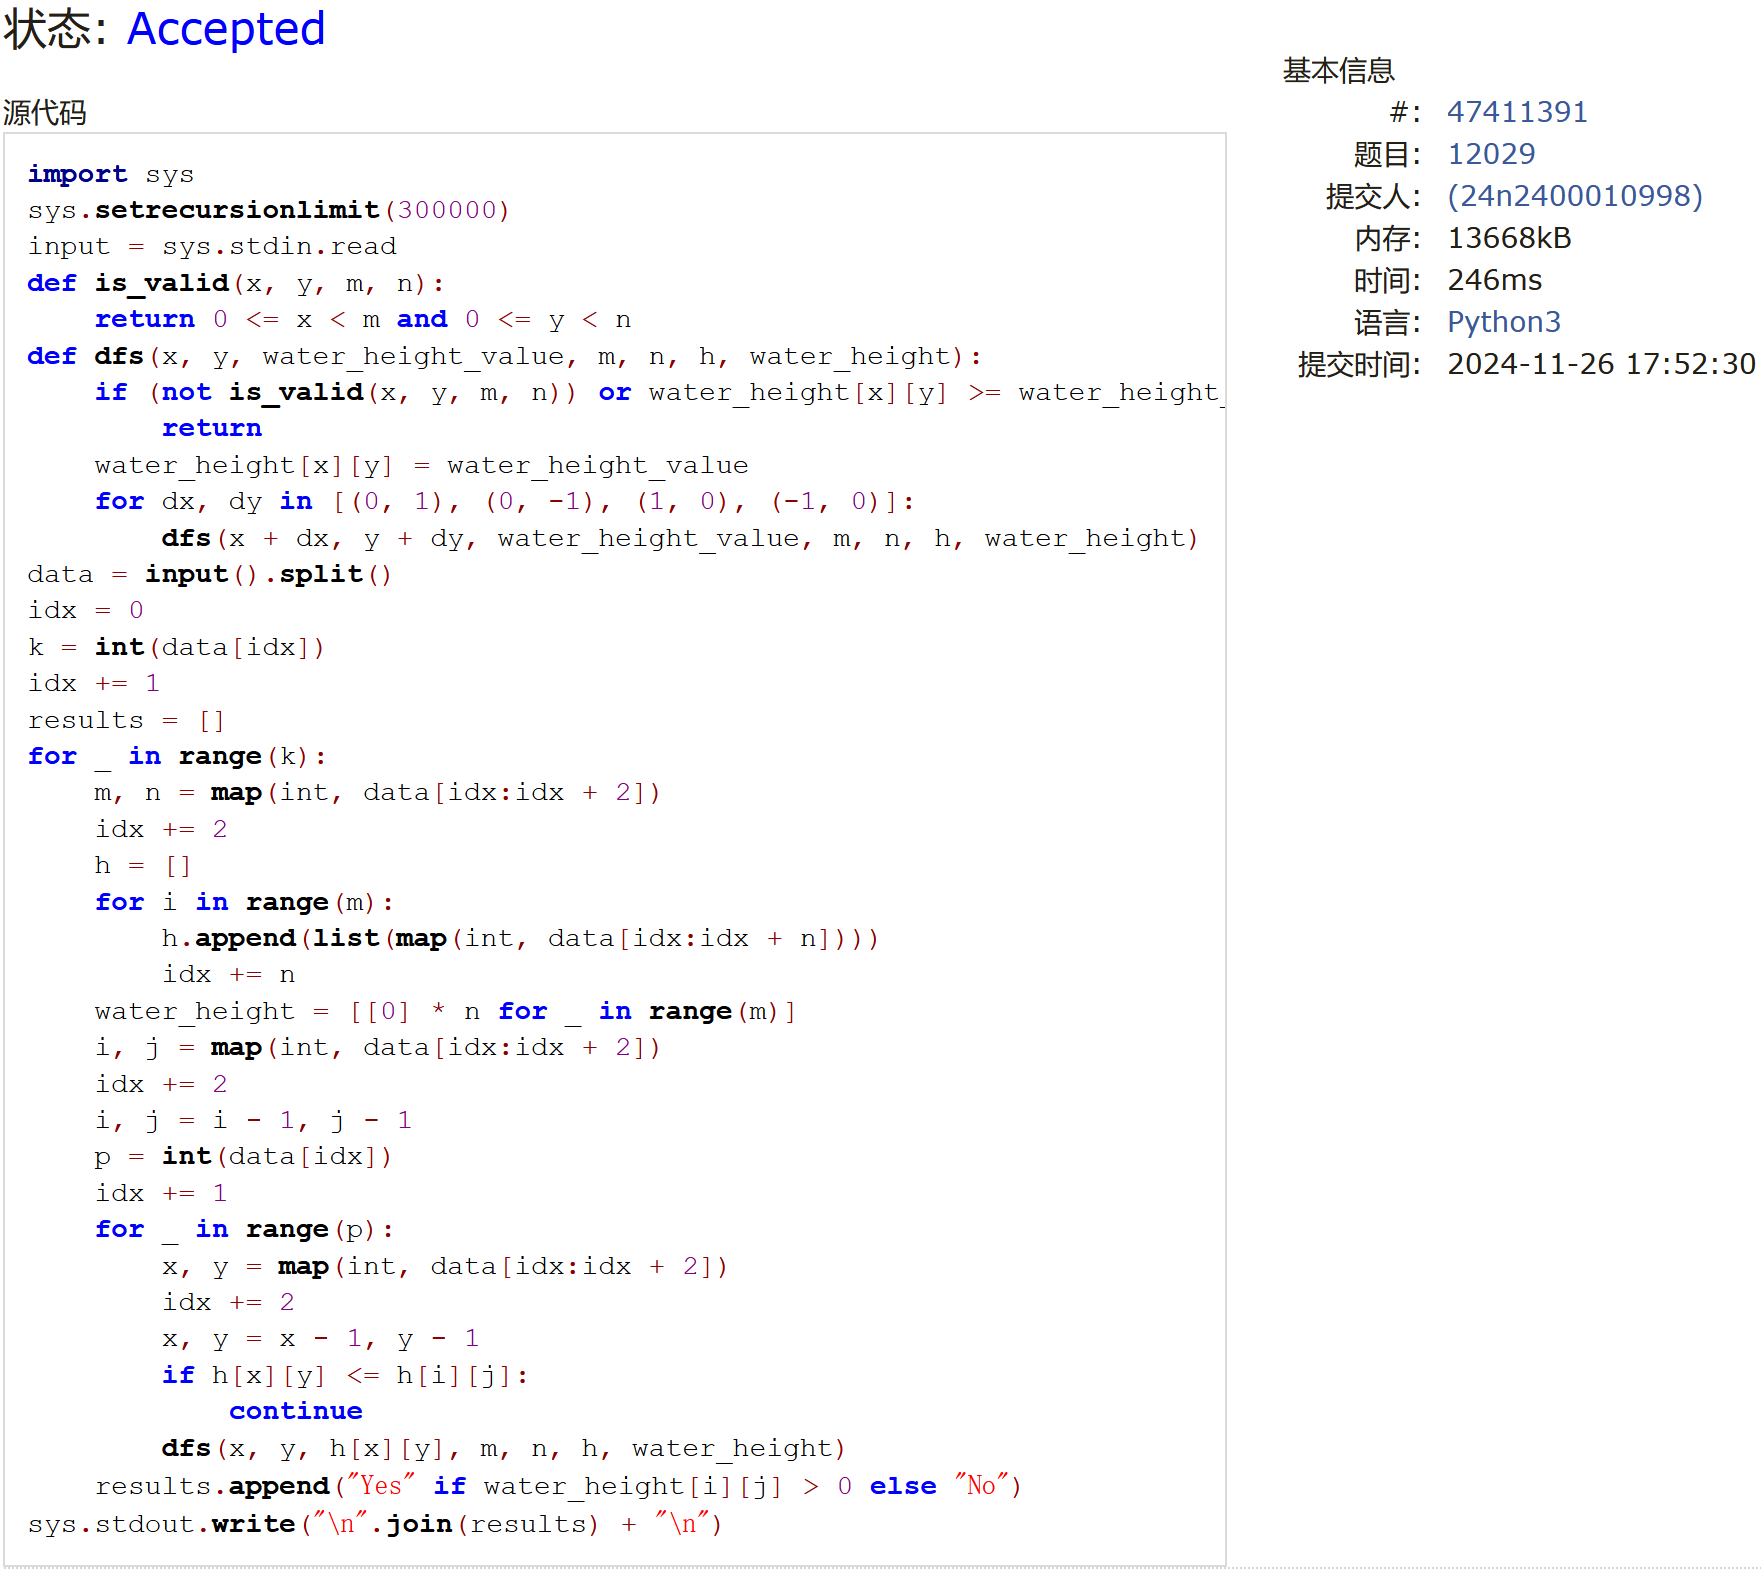 状态: Accepted
源代码
import sys
sys.setrecursionlimit(300000)
input = sys.stdin.read
def is_valid(x, y, m, n):
    return 0 <= x < m and 0 <= y < n
def dfs(x, y, water_height_value, m, n, h, water_height):
    if (not is_valid(x, y, m, n)) or water_height[x][y] >= water_height_
        return
    water_height[x][y] = water_height_value
    for dx, dy in [(0, 1), (0, -1), (1, 0), (-1, 0)]:
        dfs(x + dx, y + dy, water_height_value, m, n, h, water_height)
data = input().split()
idx = 0
k = int(data[idx])
idx += 1
results = []
for _ in range(k):
    m, n = map(int, data[idx:idx + 2])
    idx += 2
    h = []
    for i in range(m):
        h.append(list(map(int, data[idx:idx + n])))
        idx += n
    water_height = [[0] * n for _ in range(m)]
    i, j = map(int, data[idx:idx + 2])
    idx += 2
    i, j = i - 1, j - 1
    p = int(data[idx])
    idx += 1
    for _ in range(p):
        x, y = map(int, data[idx:idx + 2])
        idx += 2
        x, y = x - 1, y - 1
        if h[x][y] <= h[i][j]:
            continue
        dfs(x, y, h[x][y], m, n, h, water_height)
    results.append("Yes" if water_height[i][j] > 0 else "No")
sys.stdout.write("\n".join(results) + "\n")
基本信息
#: 47411391
题目: 12029
提交人: (24n2400010998)
内存: 13668kB
时间: 246ms
语言: Python3
提交时间: 2024-11-26 17:52:30